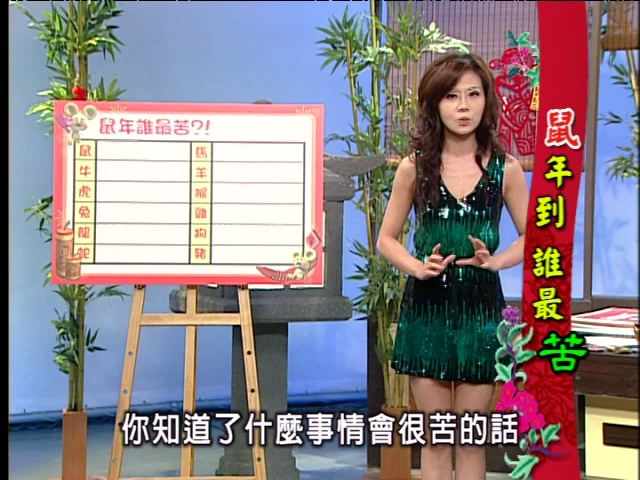 鼠年誰最苦?!
鼠 馬
牛 羊
虎 猴
兔 雞
龍 狗
蛇 豬
鼠年到 誰最苦
你知道了什麼事情會很苦的話